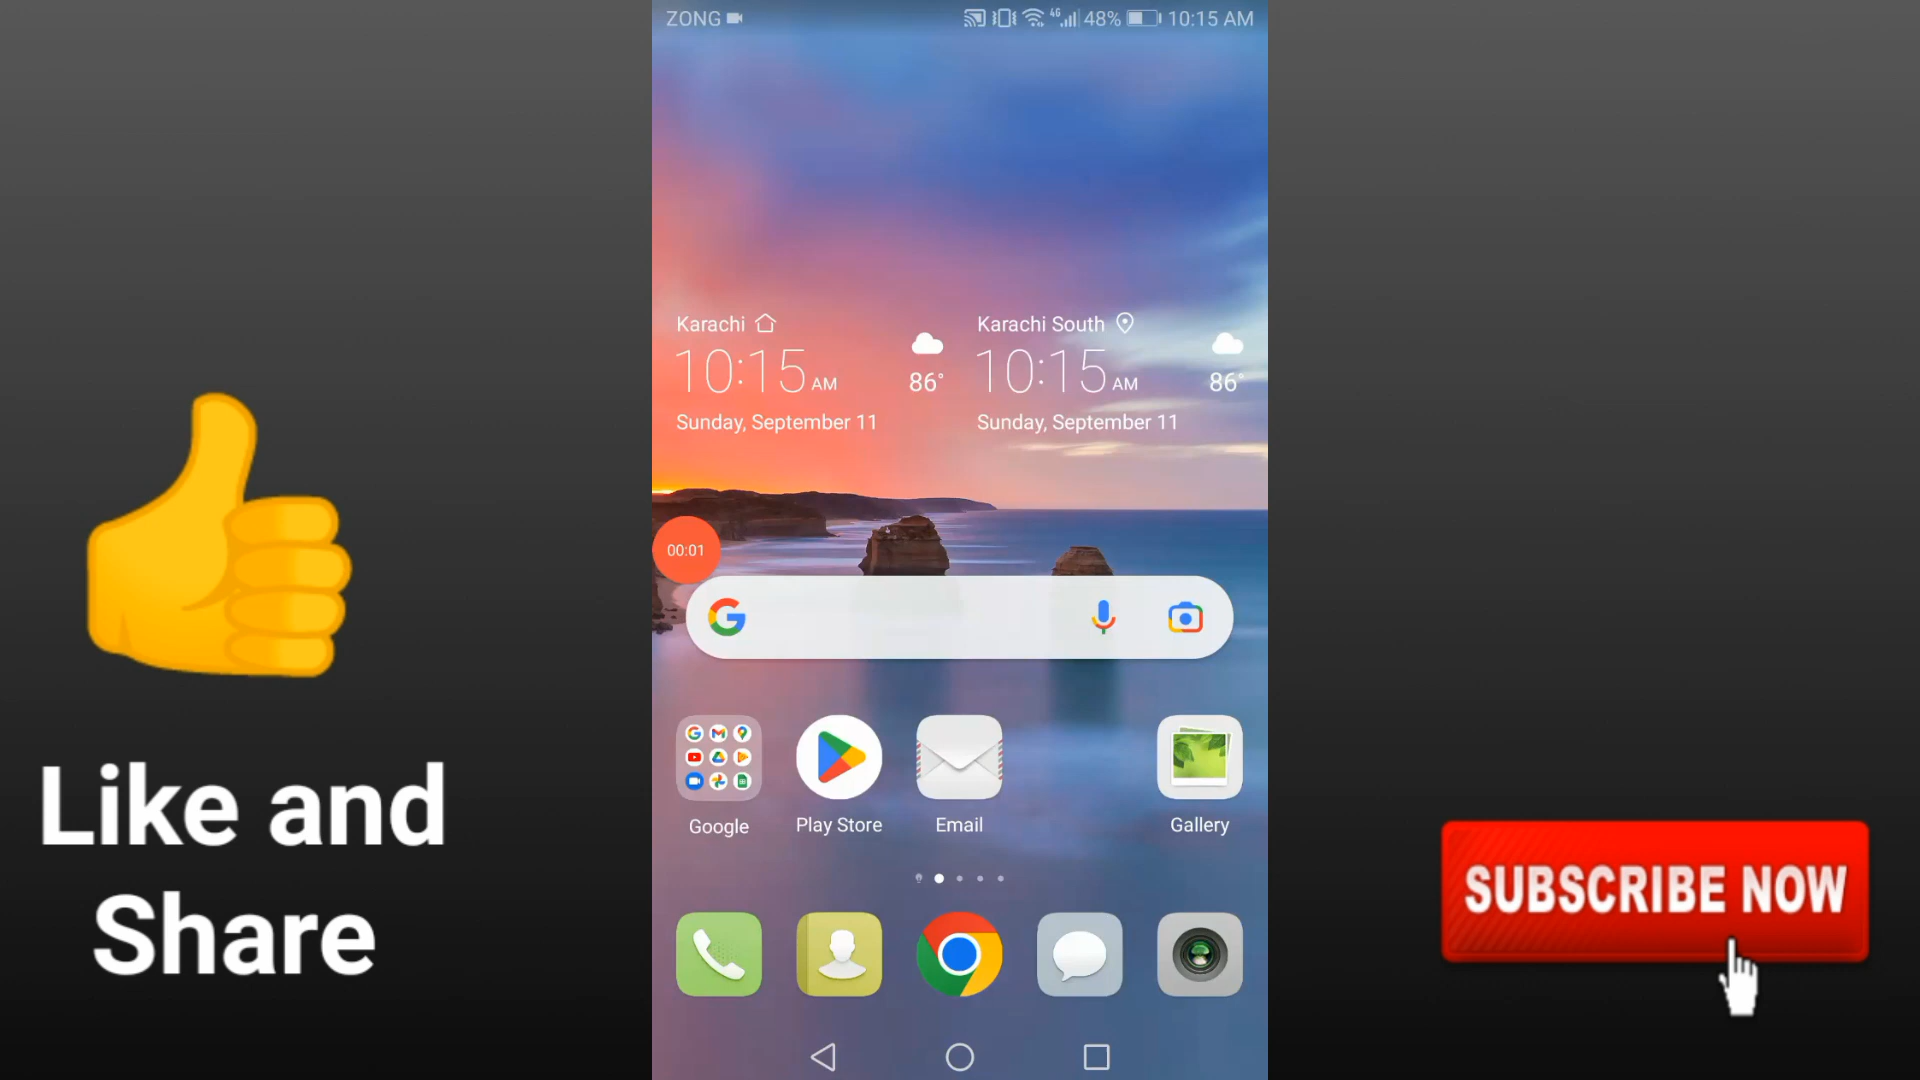 ZONG 4G 48% 10:15 AM
Karachi
10:15 AM
86°
Sunday, September 11
Karachi South
10:15 AM
86°
Sunday, September 11
00:01
Google
Play Store
Email
Gallery
Like and
Share
SUBSCRIBE NOW